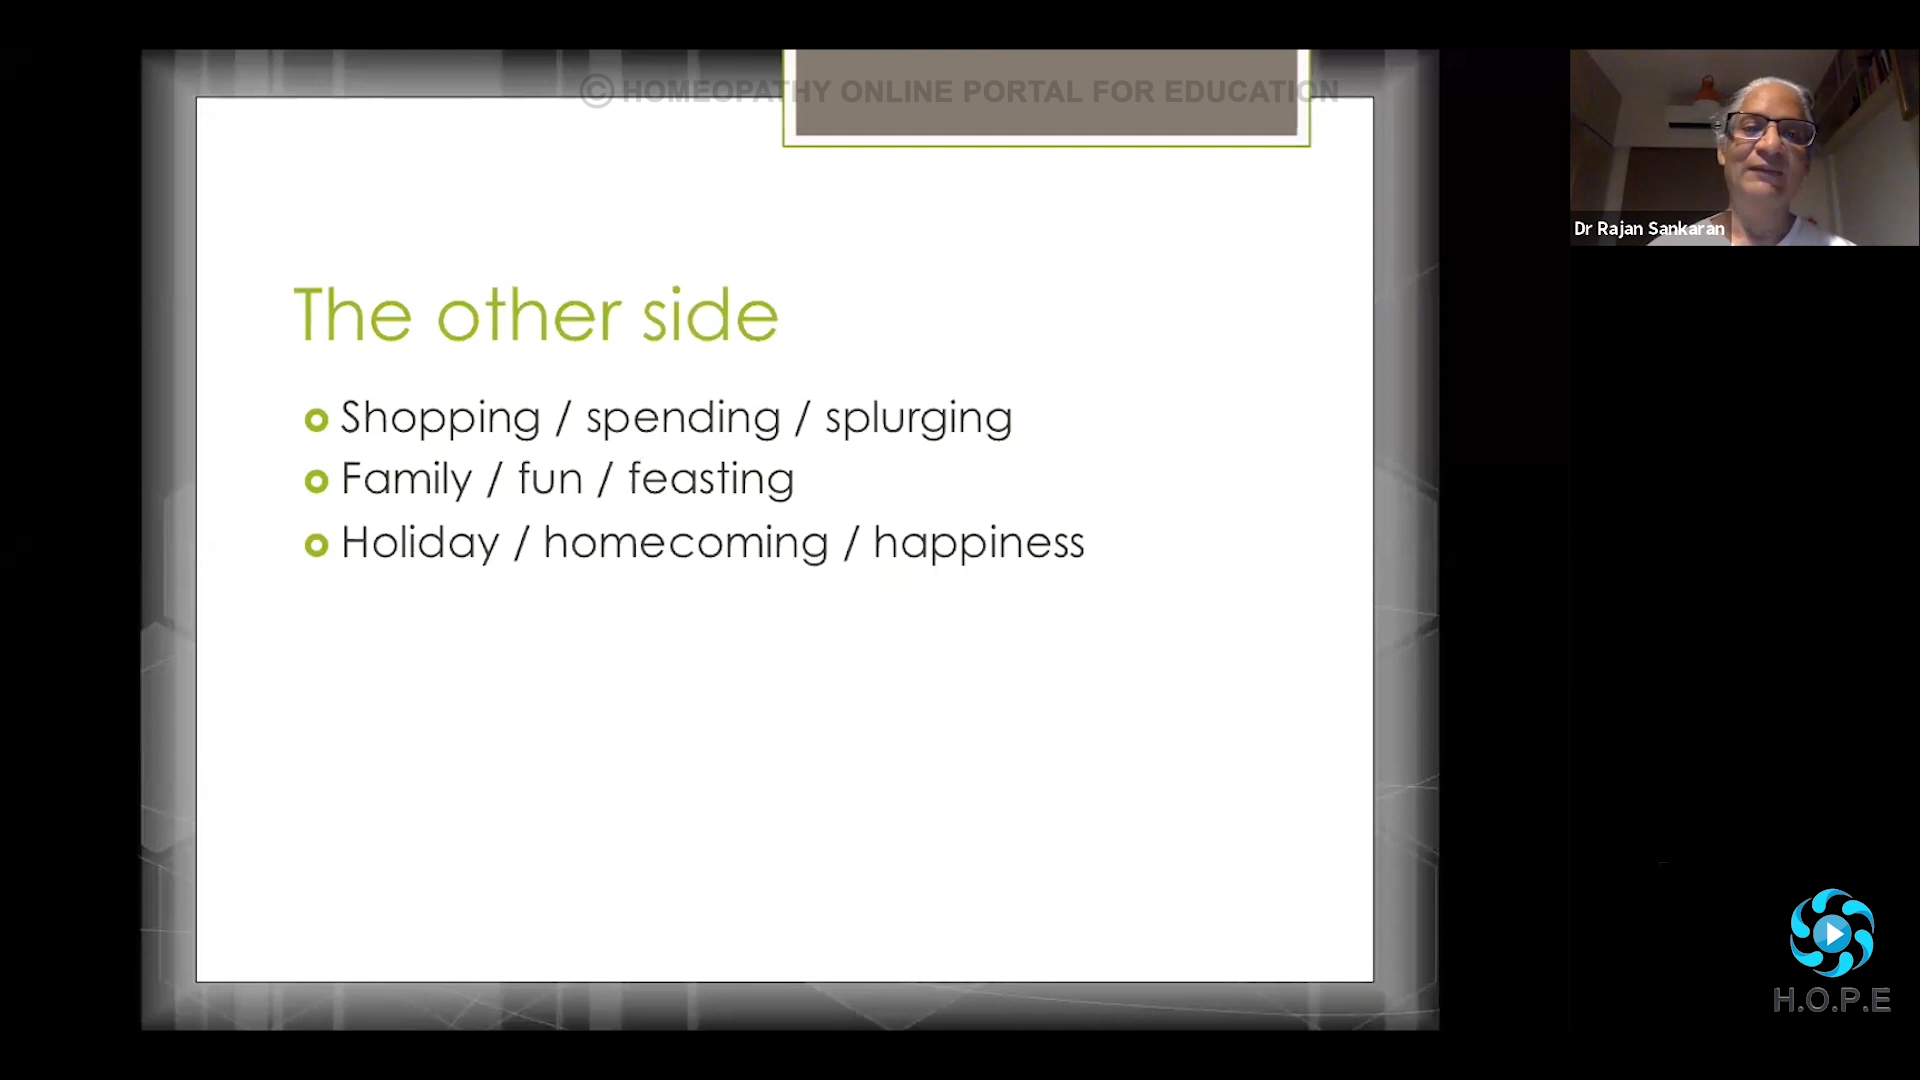 © HOMEOPATHY ONLINE PORTAL FOR EDUCATION
Dr Rajan Sankaran
The other side
Shopping / spending / splurging
Family / fun / feasting
Holiday / homecoming / happiness
H.O.P.E